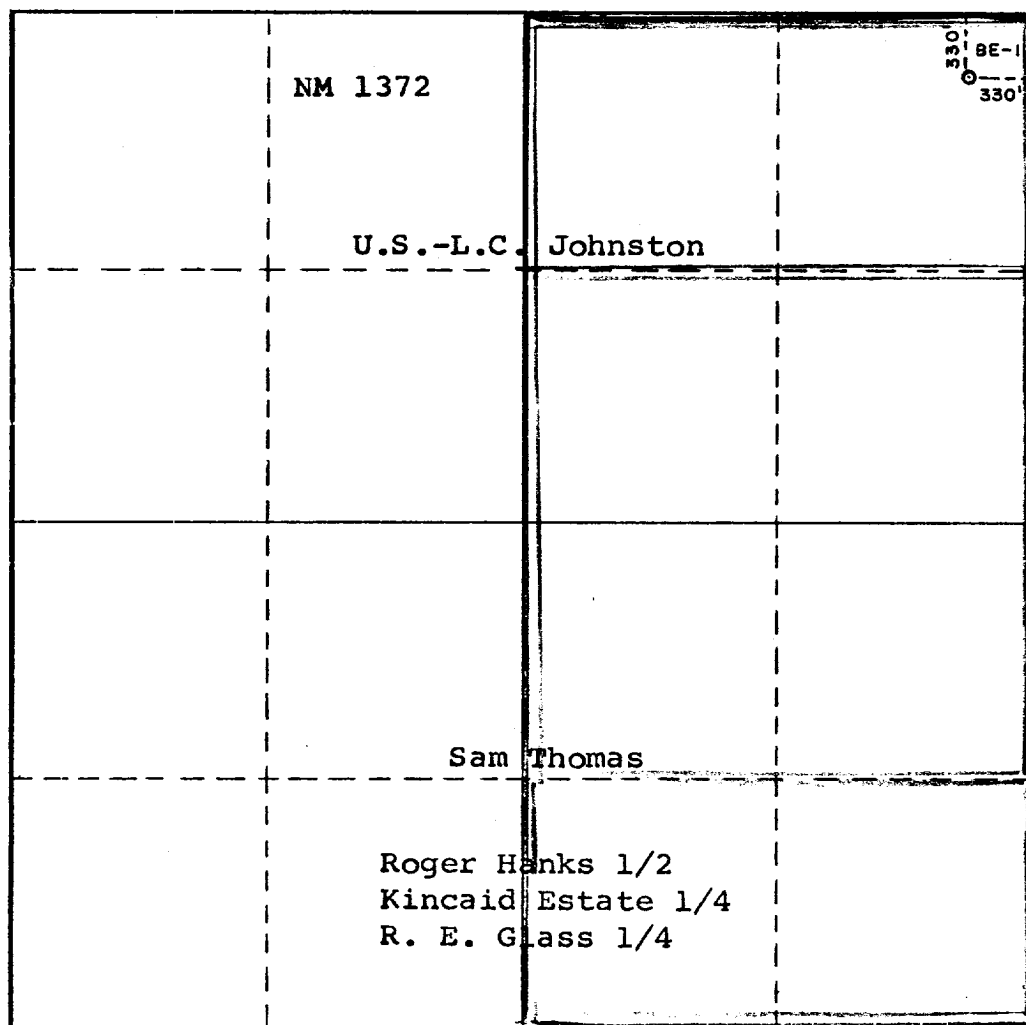 330' BE-1
330'
NM 1372
U.S.-L.C. Johnston
Sam Thomas
Roger Hanks 1/2
Kincaid Estate 1/4
R. E. Glass 1/4